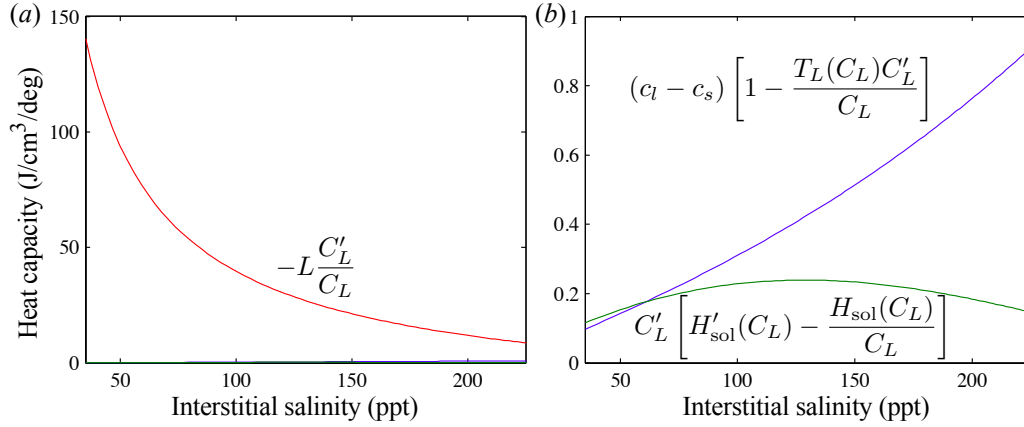 (a)
150
100
50
0
Heat capacity (J/cm³/deg)
50 100 150 200
Interstitial salinity (ppt)
−L C′_L / C_L
(b)
1
0.8
0.6
0.4
0.2
0
50 100 150 200
Interstitial salinity (ppt)
(c_l − c_s) [1 − T_L(C_L)C′_L / C_L]
C′_L [H′_sol(C_L) − H_sol(C_L) / C_L]